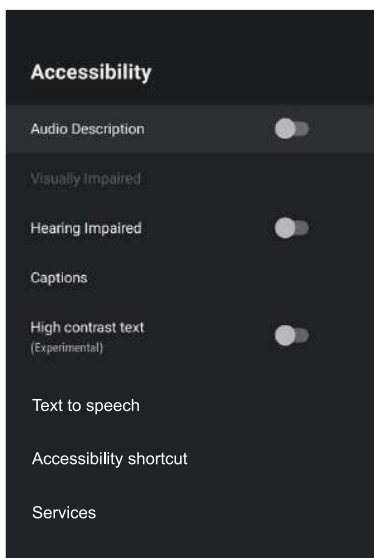 Accessibility
Audio Description
Visually Impaired
Hearing Impaired
Captions
High contrast text
(Experimental)
Text to speech
Accessibility shortcut
Services